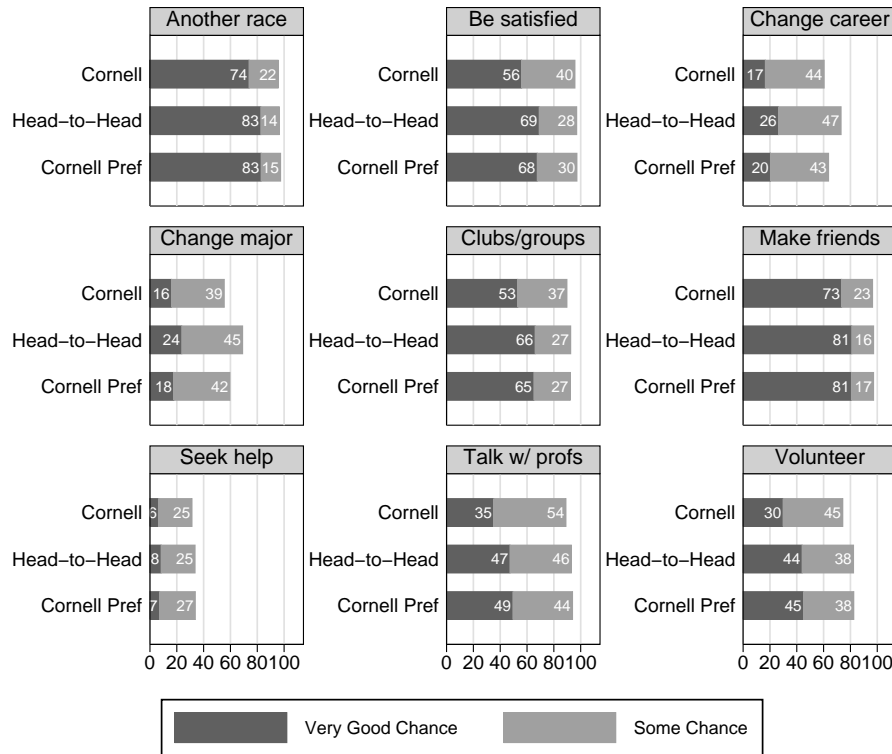 Another race Be satisfied Change career
Cornell 74 22 Cornell 56 40 Cornell 17 44
Head−to−Head 83 14 Head−to−Head 69 28 Head−to−Head 26 47
Cornell Pref 83 15 Cornell Pref 68 30 Cornell Pref 20 43
Change major Clubs/groups Make friends
Cornell 16 39 Cornell 53 37 Cornell 73 23
Head−to−Head 24 45 Head−to−Head 66 27 Head−to−Head 81 16
Cornell Pref 18 42 Cornell Pref 65 27 Cornell Pref 81 17
Seek help Talk w/ profs Volunteer
Cornell 6 25 Cornell 35 54 Cornell 30 45
Head−to−Head 8 25 Head−to−Head 47 46 Head−to−Head 44 38
Cornell Pref 7 27 Cornell Pref 49 44 Cornell Pref 45 38
0 20 40 60 80 100 0 20 40 60 80 100 0 20 40 60 80 100
Very Good Chance Some Chance